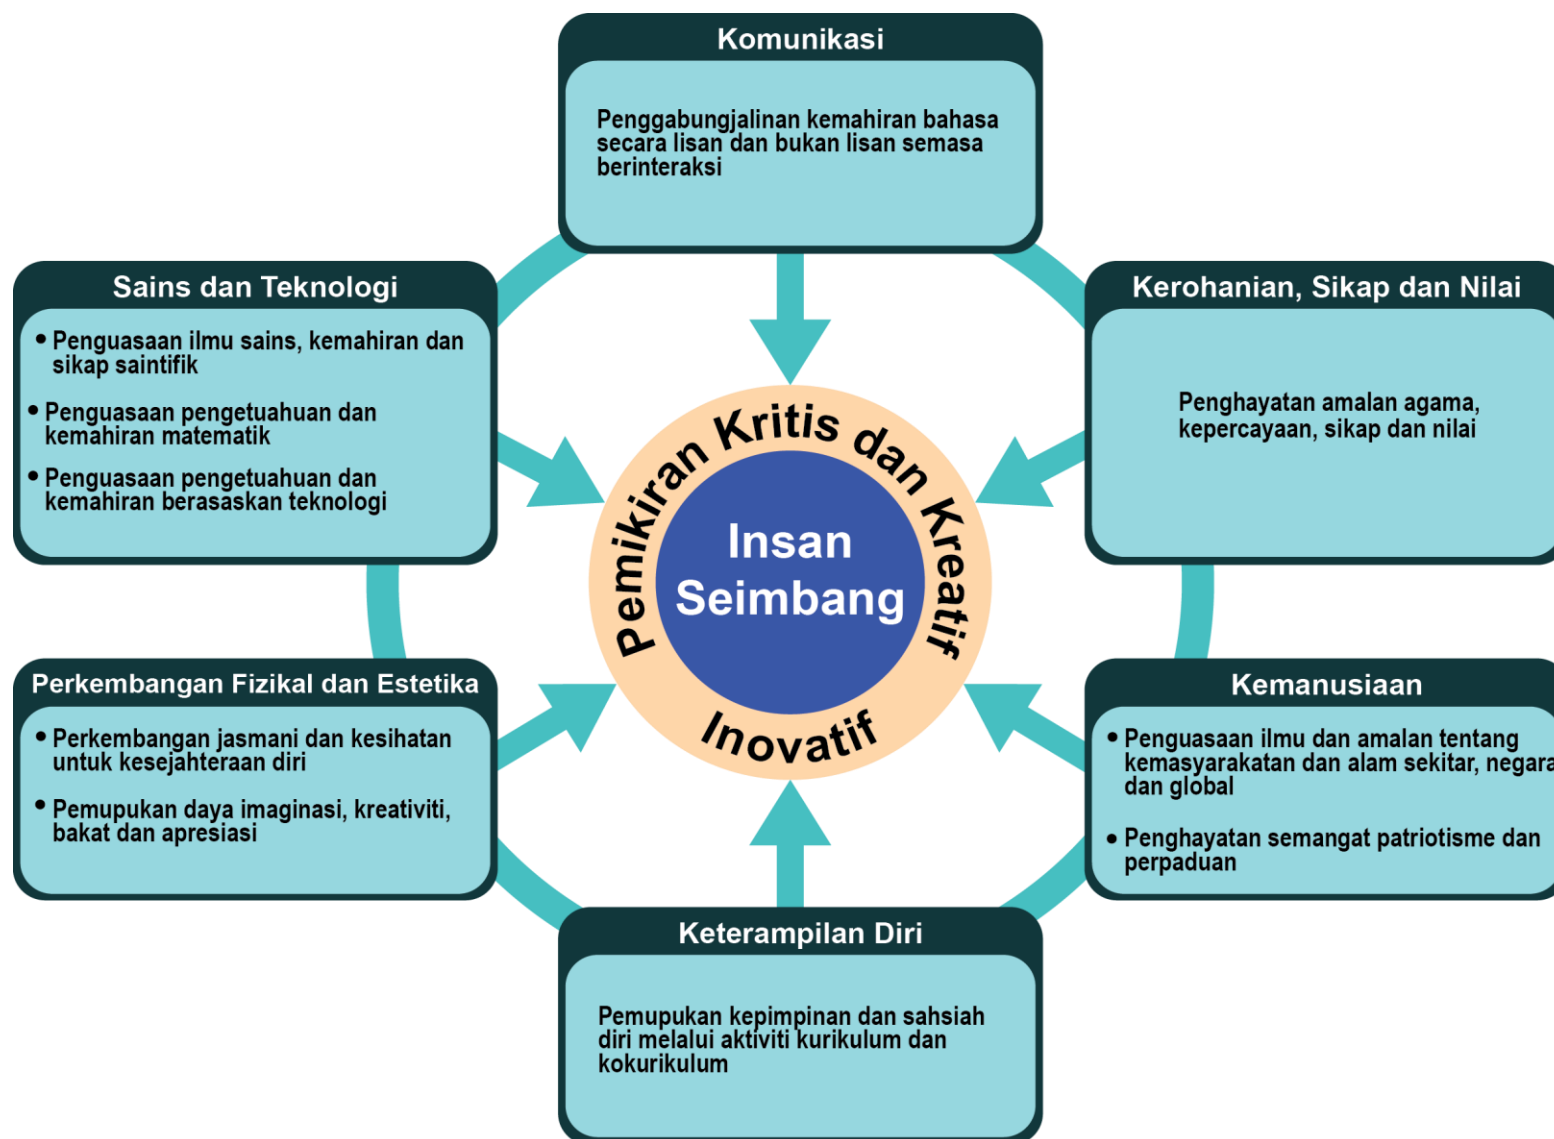 Komunikasi
Penggabungjalinan kemahiran bahasa
secara lisan dan bukan lisan semasa
berinteraksi
Sains dan Teknologi
• Penguasaan ilmu sains, kemahiran dan
sikap saintifik
• Penguasaan pengetuahuan dan
kemahiran matematik
• Penguasaan pengetuahuan dan
kemahiran berasaskan teknologi
Kerohanian, Sikap dan Nilai
Penghayatan amalan agama,
kepercayaan, sikap dan nilai
Pemikiran Kritis dan Kreatif
Insan
Seimbang
Inovatif
Perkembangan Fizikal dan Estetika
• Perkembangan jasmani dan kesihatan
untuk kesejahteraan diri
• Pemupukan daya imaginasi, kreativiti,
bakat dan apresiasi
Kemanusiaan
• Penguasaan ilmu dan amalan tentang
kemasyarakatan dan alam sekitar, negara
dan global
• Penghayatan semangat patriotisme dan
perpaduan
Keterampilan Diri
Pemupukan kepimpinan dan sahsiah
diri melalui aktiviti kurikulum dan
kokurikulum